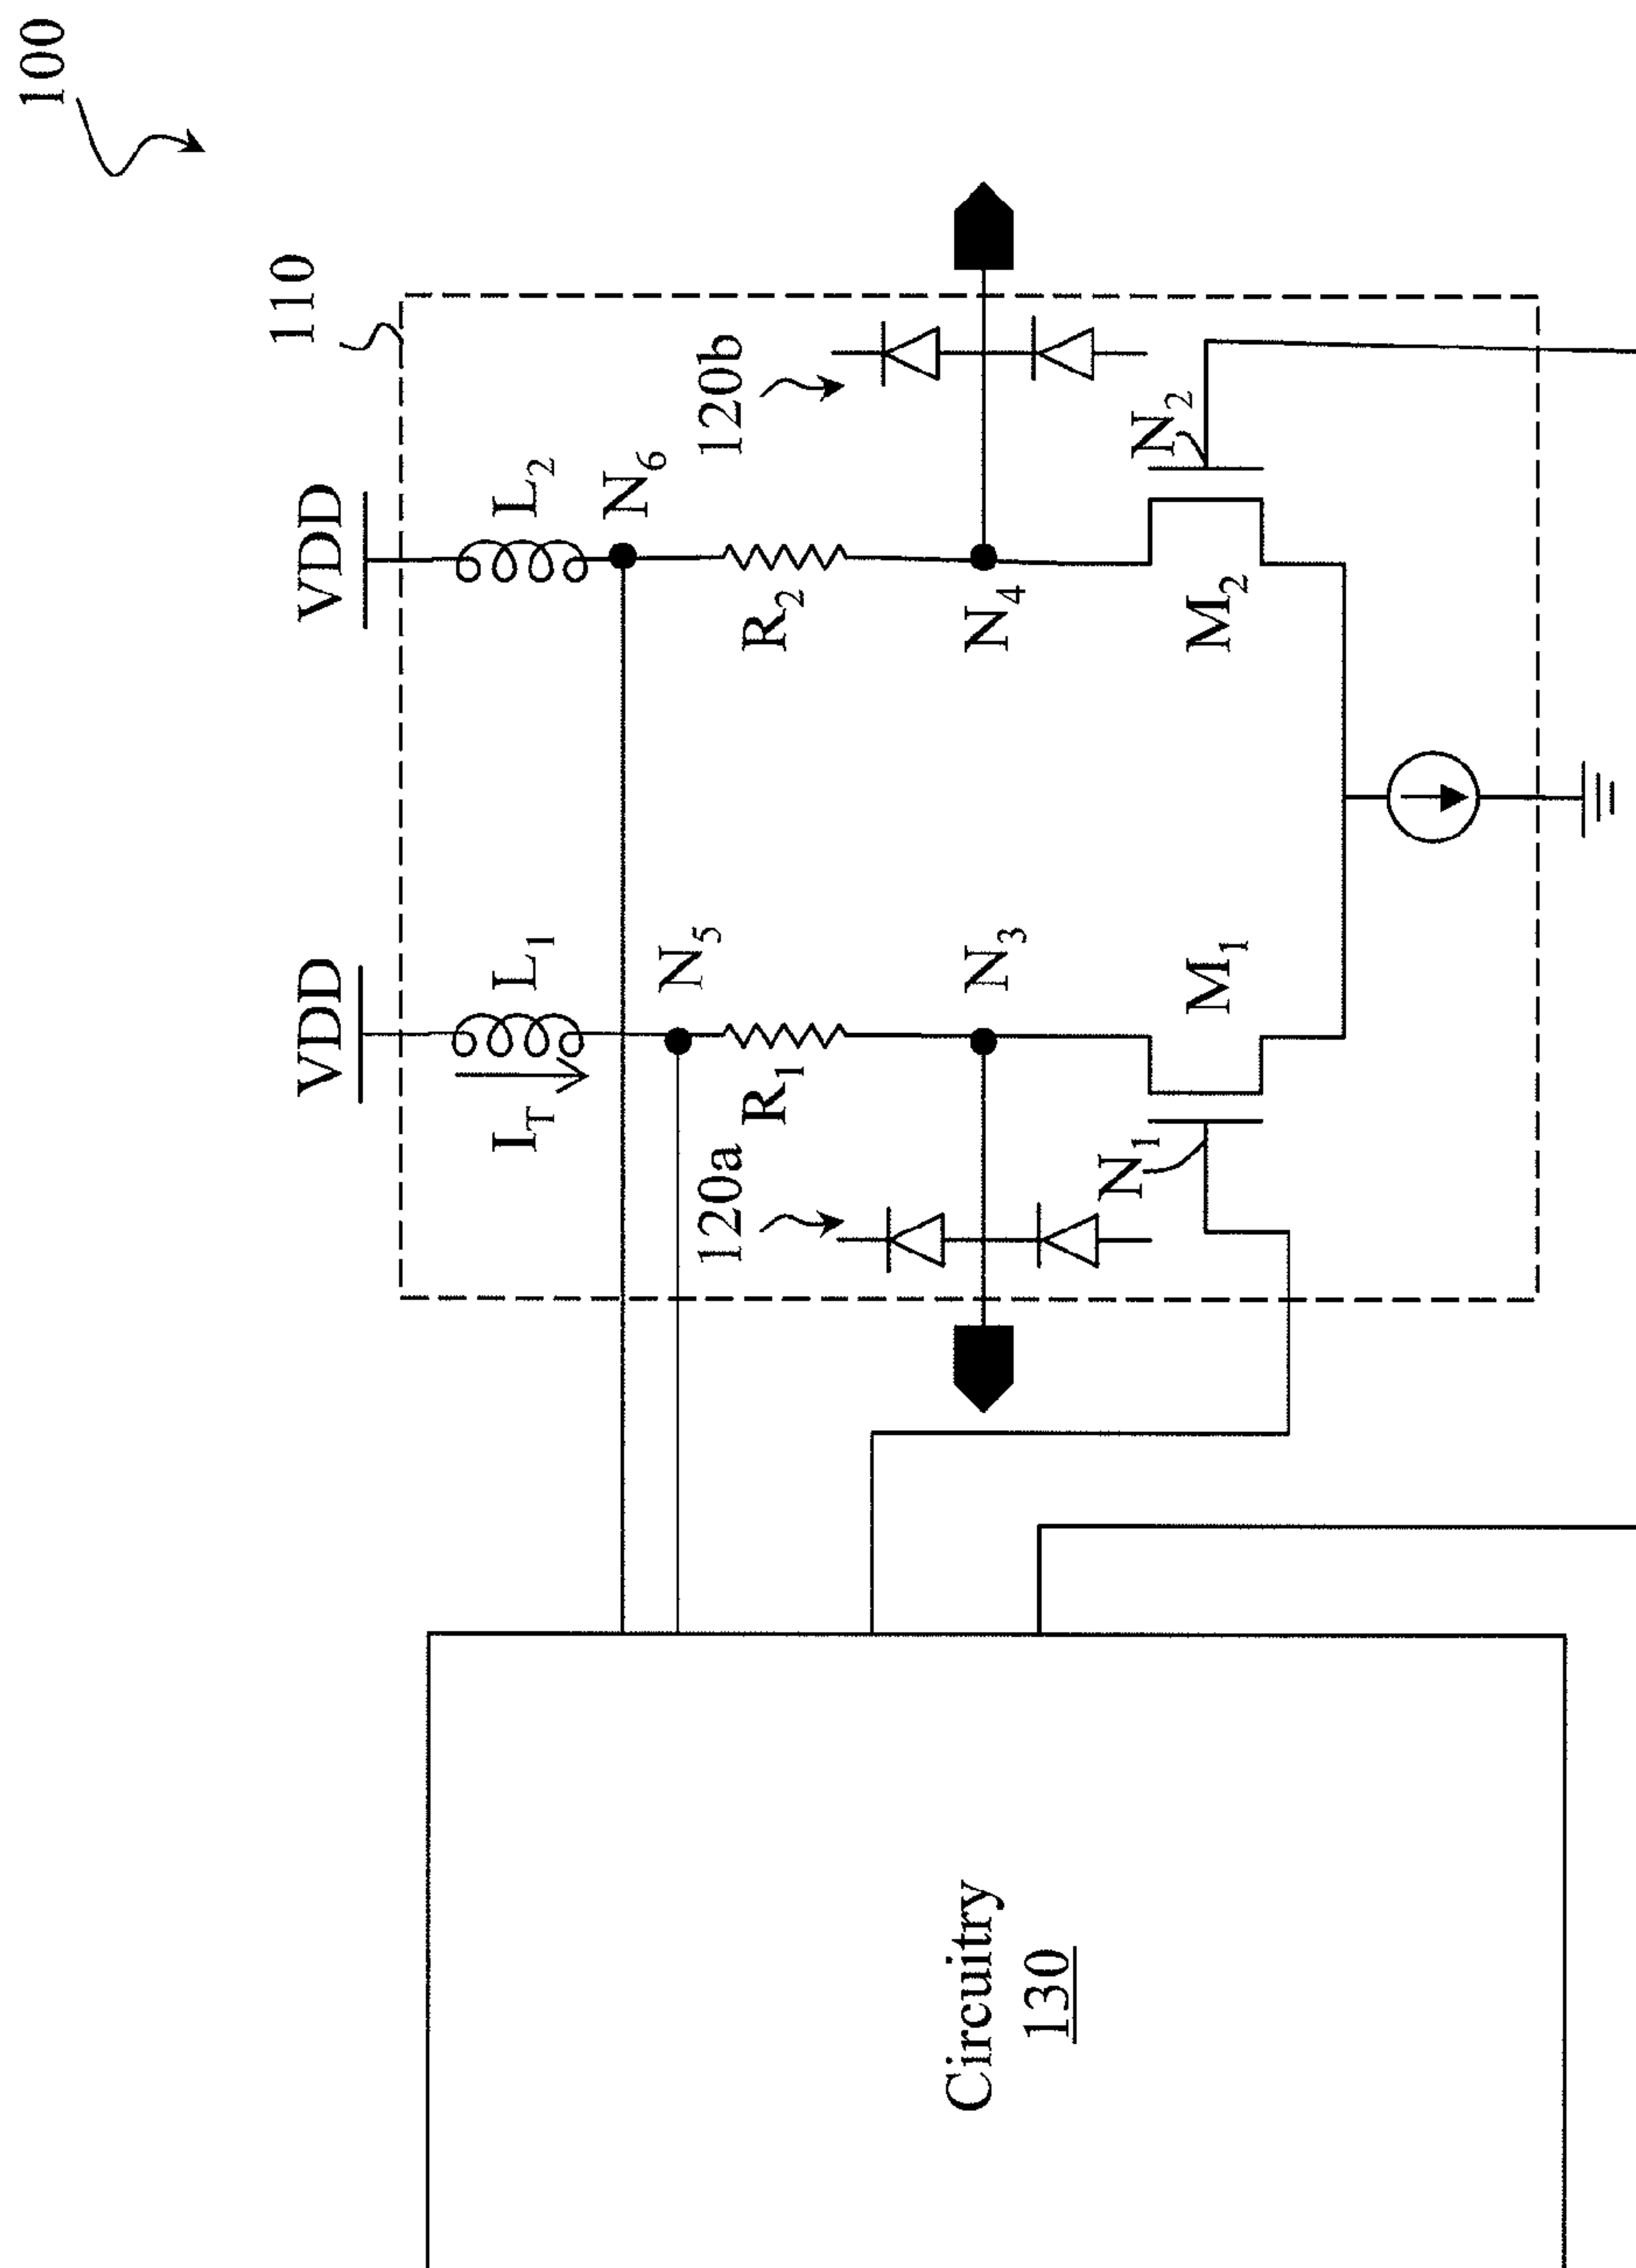 100
110
VDD
VDD
I_T
L₁
L₂
N₅
N₆
120a
R₁
R₂
120b
N₃
N₄
N₁
M₁
M₂
N₂
Circuitry
130